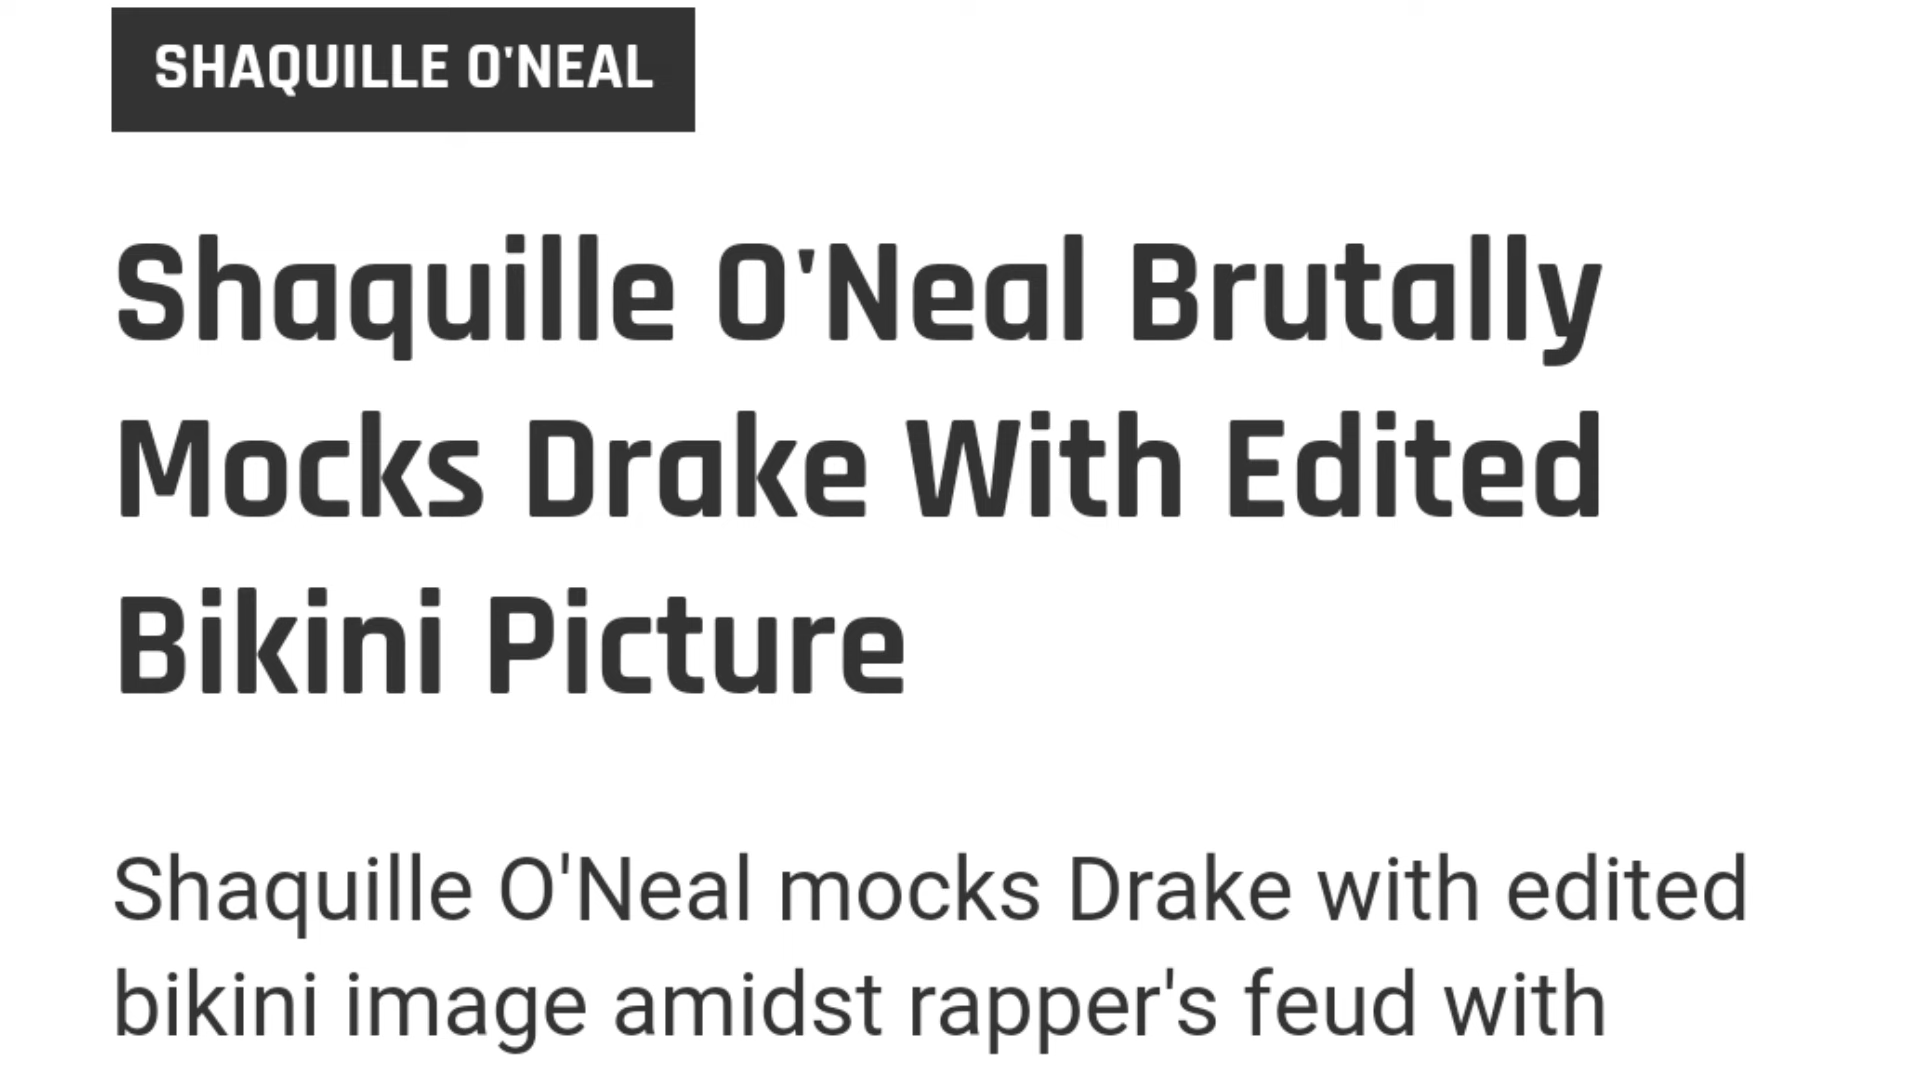 SHAQUILLE O'NEAL
Shaquille O'Neal Brutally
Mocks Drake With Edited
Bikini Picture
Shaquille O'Neal mocks Drake with edited
bikini image amidst rapper's feud with